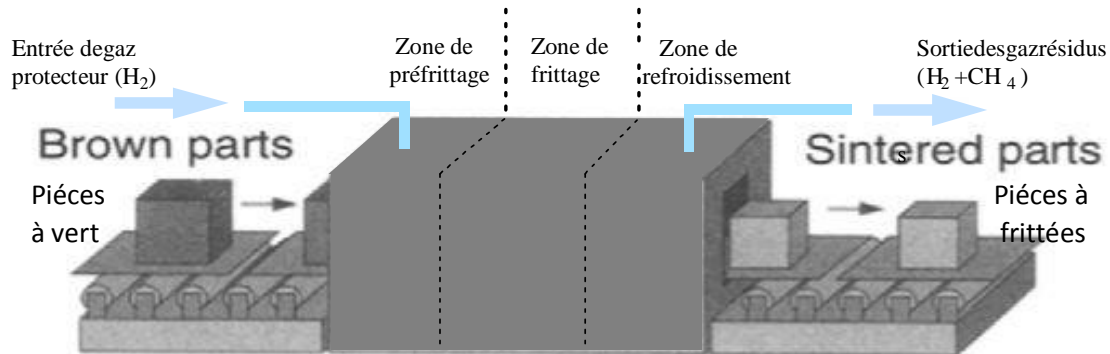 Entrée degaz
protecteur (H2)
Zone de
préfrittage
Zone de
frittage
Zone de
refroidissement
Sortiedesgazrésidus
(H2 +CH 4 )
Brown parts
Piéces
à vert
Sintered parts
s
Piéces à
frittées